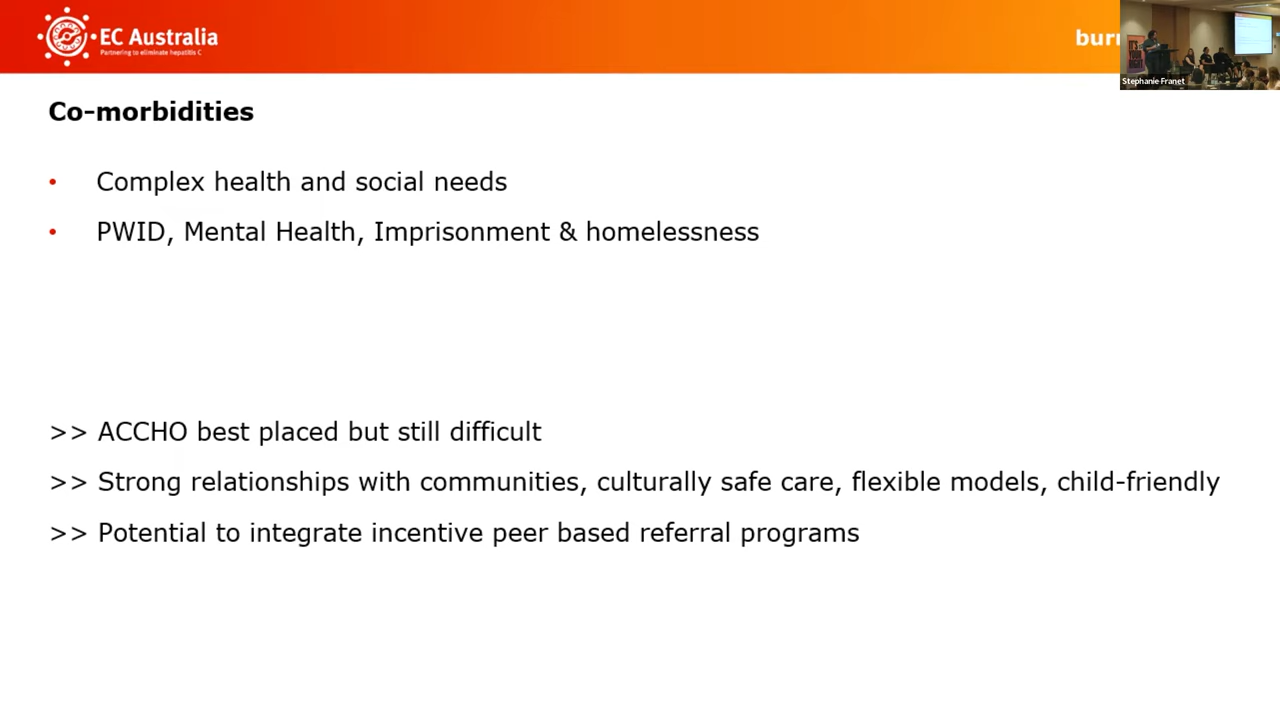 EC Australia
Partnering to eliminate hepatitis C
burn
Stephanie Franet
Co-morbidities
• Complex health and social needs
• PWID, Mental Health, Imprisonment & homelessness
>> ACCHO best placed but still difficult
>> Strong relationships with communities, culturally safe care, flexible models, child-friendly
>> Potential to integrate incentive peer based referral programs